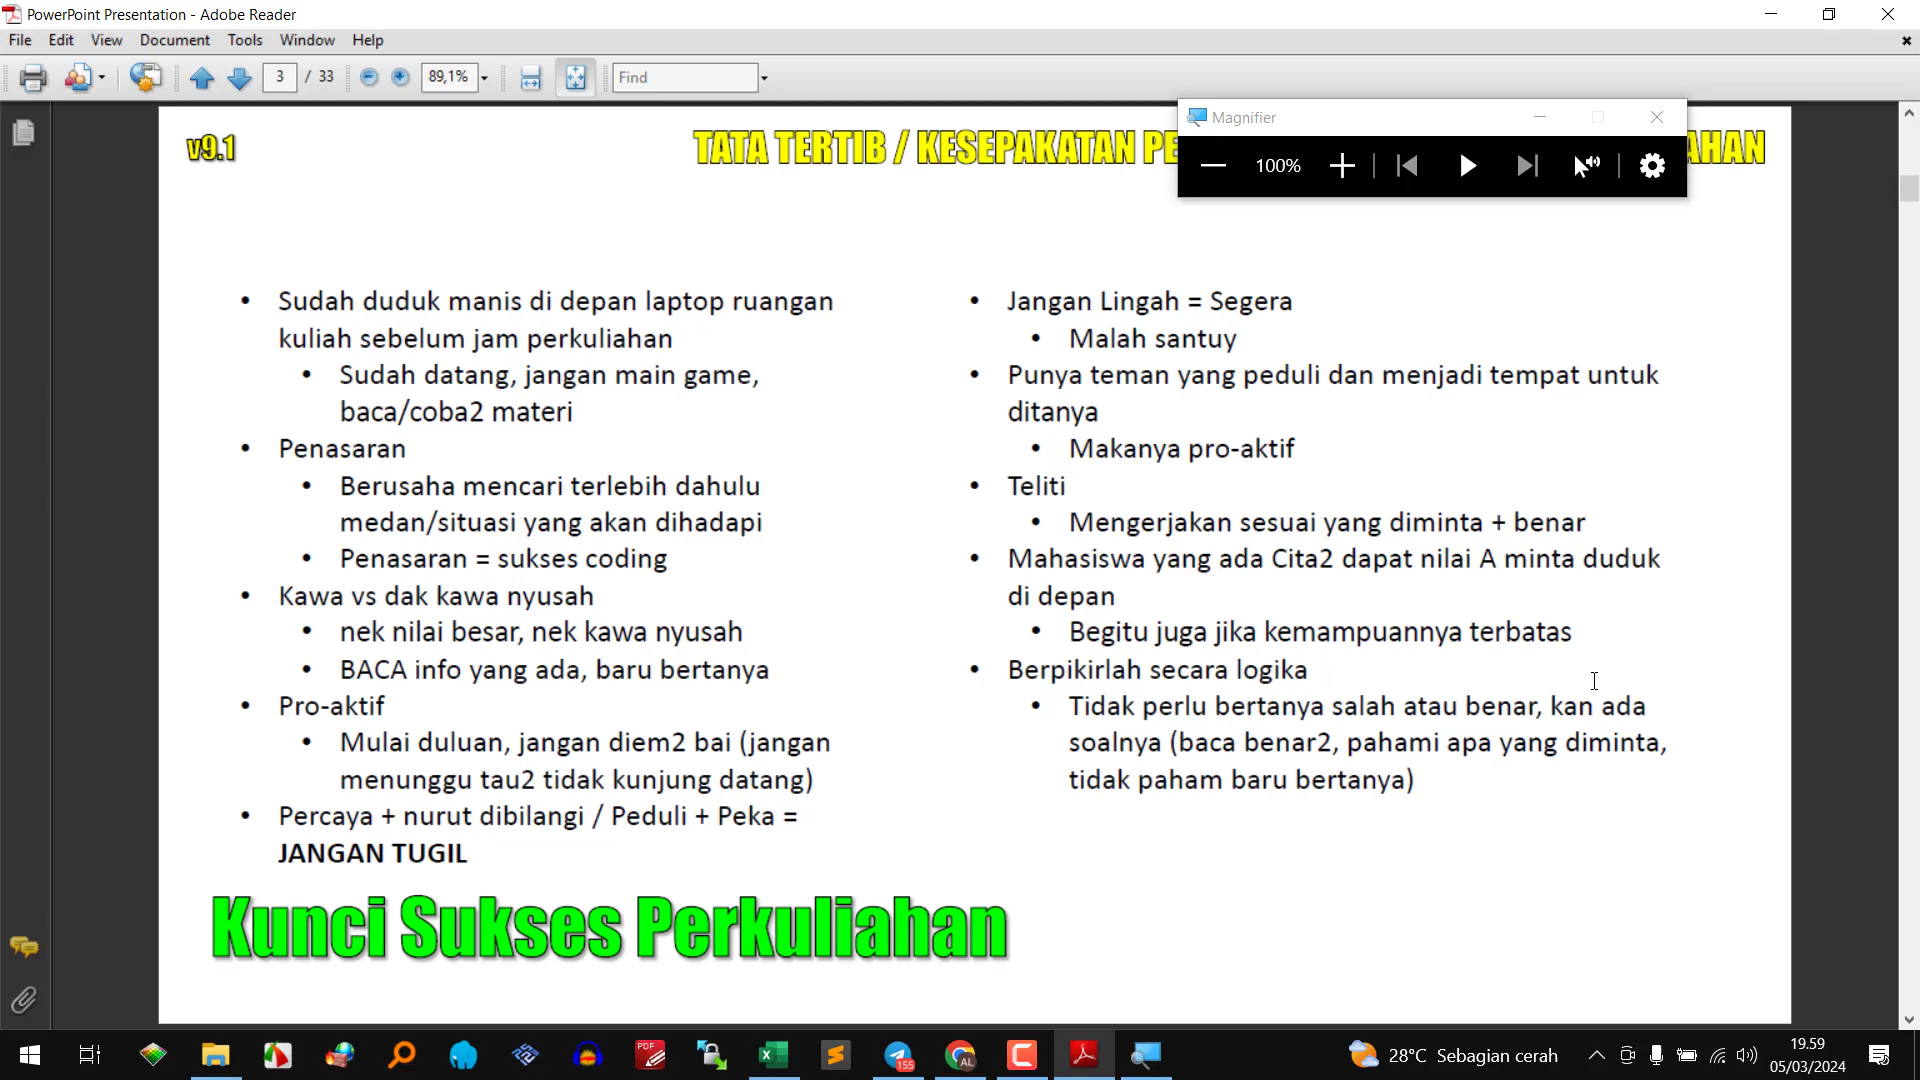 PowerPoint Presentation - Adobe Reader
File Edit View Document Tools Window Help
3 / 33 89,1% Find
Magnifier
100%
v9.1
TATA TERTIB / KESEPAKATAN
Sudah duduk manis di depan laptop ruangan
kuliah sebelum jam perkuliahan
Sudah datang, jangan main game,
baca/coba2 materi
Penasaran
Berusaha mencari terlebih dahulu
medan/situasi yang akan dihadapi
Penasaran = sukses coding
Kawa vs dak kawa nyusah
nek nilai besar, nek kawa nyusah
BACA info yang ada, baru bertanya
Pro-aktif
Mulai duluan, jangan diem2 bai (jangan
menunggu tau2 tidak kunjung datang)
Percaya + nurut dibilangi / Peduli + Peka =
JANGAN TUGIL
Jangan Lingah = Segera
Malah santuy
Punya teman yang peduli dan menjadi tempat untuk
ditanya
Makanya pro-aktif
Teliti
Mengerjakan sesuai yang diminta + benar
Mahasiswa yang ada Cita2 dapat nilai A minta duduk
di depan
Begitu juga jika kemampuannya terbatas
Berpikirlah secara logika
Tidak perlu bertanya salah atau benar, kan ada
soalnya (baca benar2, pahami apa yang diminta,
tidak paham baru bertanya)
Kunci Sukses Perkuliahan
PDF
155
AL
28°C Sebagian cerah
19.59
05/03/2024